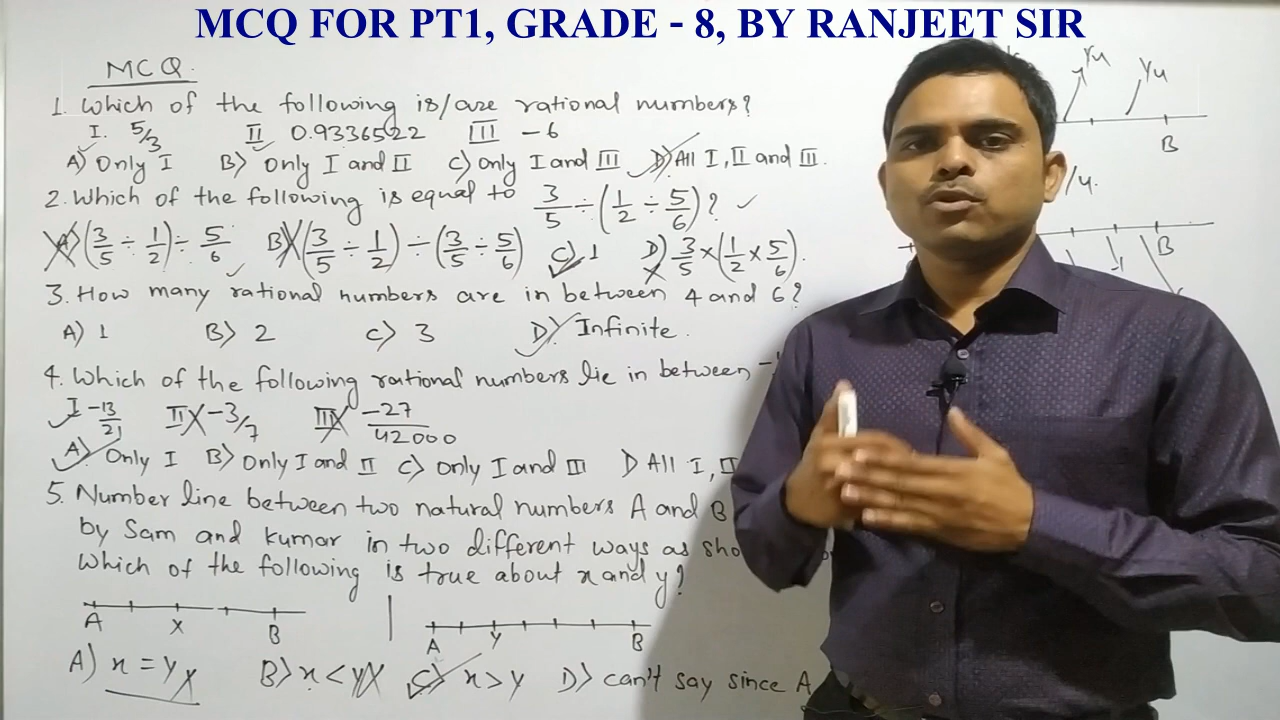 MCQ FOR PT1, GRADE - 8, BY RANJEET SIR
MCQ
1. Which of the following is/are rational numbers?
I. 5/3 II 0.9336522 III -6
A) Only I B) Only I and II C) Only I and III D) All I, II and III.
2. Which of the following is equal to 3/5 ÷ (1/2 ÷ 5/6)?
A) (3/5 ÷ 1/2) ÷ 5/6 B) (3/5 ÷ 1/2) ÷ (3/5 ÷ 5/6) C) 1 D) 3/5 × (1/2 × 5/6).
3. How many rational numbers are in between 4 and 6?
A) 1 B) 2 C) 3 D) Infinite.
4. Which of the following rational numbers lie in between
I -13/21 II -3/7 III -27/42000
A) Only I B) Only I and II C) Only I and III D All I, II
5. Number line between two natural numbers A and B
by Sam and Kumar in two different ways as
Which of the following is true about x and y?
A X B A Y B
A) x = y B) x < y C) x > y D) can't say since A
Y4 Y4
B
/4.
B